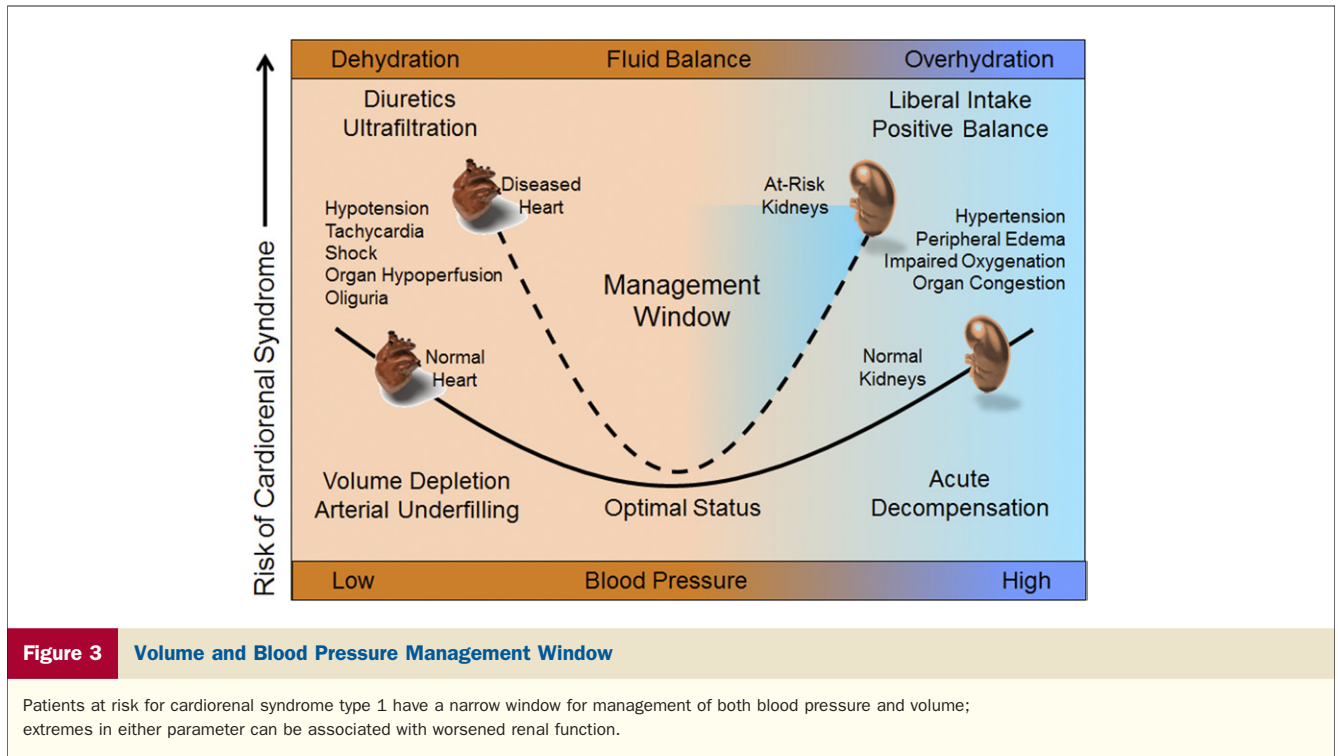 Dehydration
Fluid Balance
Overhydration
Diuretics
Ultrafiltration
Liberal Intake
Positive Balance
Diseased
Heart
At-Risk
Kidneys
Hypotension
Tachycardia
Shock
Organ Hypoperfusion
Oliguria
Hypertension
Peripheral Edema
Impaired Oxygenation
Organ Congestion
Management
Window
Normal
Heart
Normal
Kidneys
Volume Depletion
Arterial Underfilling
Optimal Status
Acute
Decompensation
Low
Blood Pressure
High
Risk of Cardiorenal Syndrome
Figure 3
Volume and Blood Pressure Management Window
Patients at risk for cardiorenal syndrome type 1 have a narrow window for management of both blood pressure and volume;
extremes in either parameter can be associated with worsened renal function.